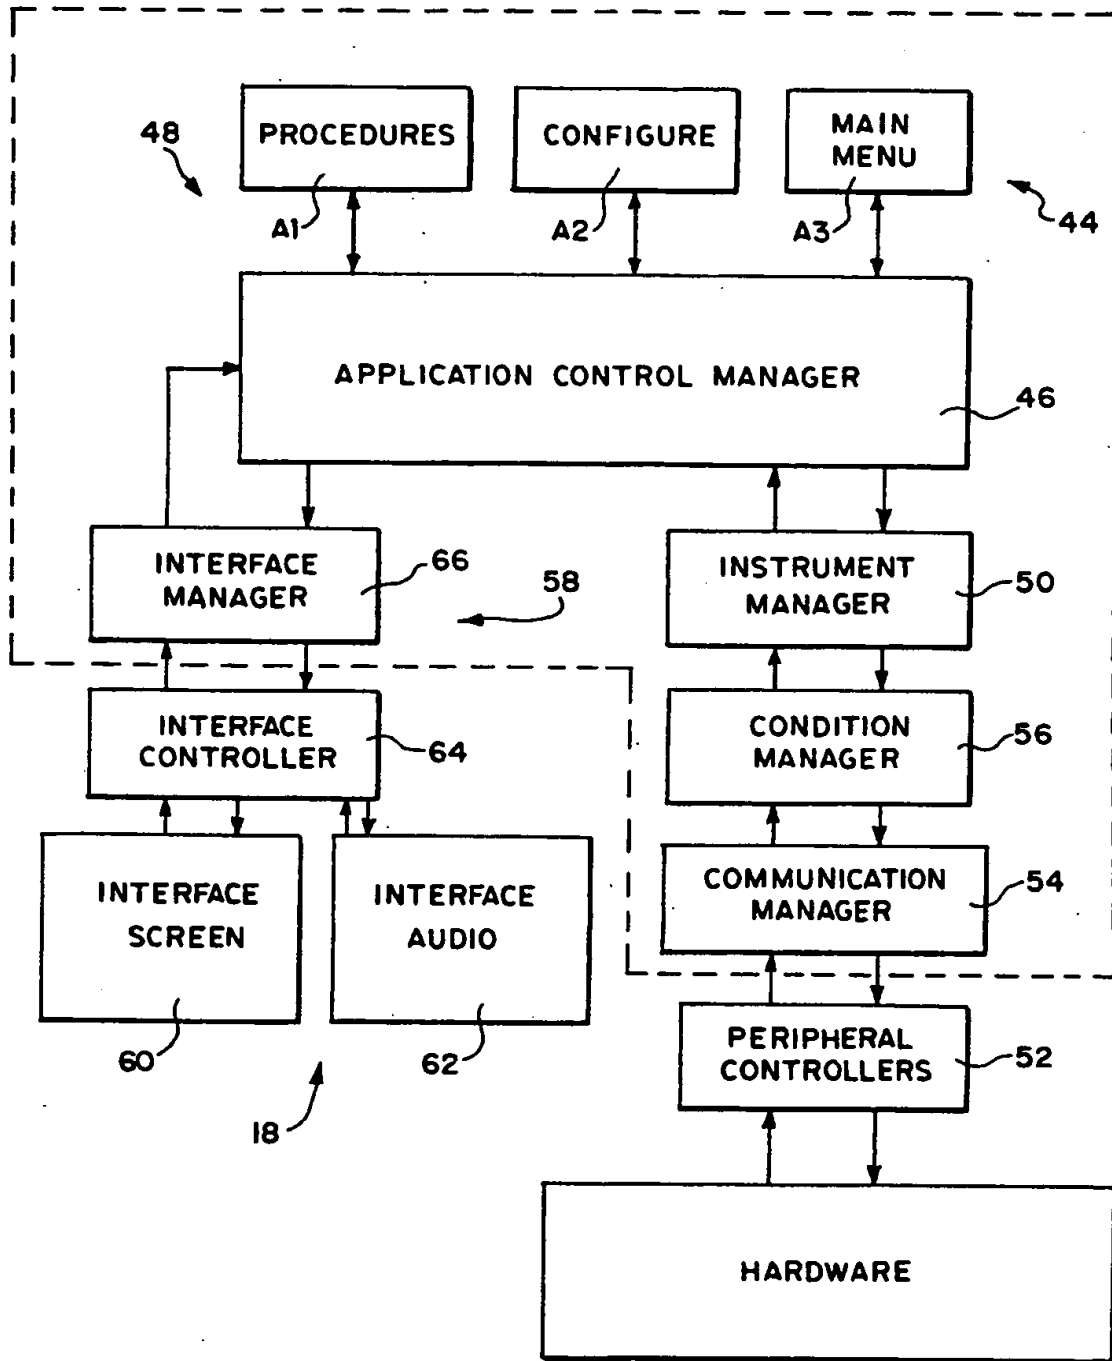 PROCEDURES
CONFIGURE
MAIN
MENU
48
A1
A2
A3
44
APPLICATION CONTROL MANAGER
46
INTERFACE
MANAGER
66
58
INSTRUMENT
MANAGER
50
INTERFACE
CONTROLLER
64
CONDITION
MANAGER
56
INTERFACE
SCREEN
60
INTERFACE
AUDIO
62
18
COMMUNICATION
MANAGER
54
PERIPHERAL
CONTROLLERS
52
HARDWARE